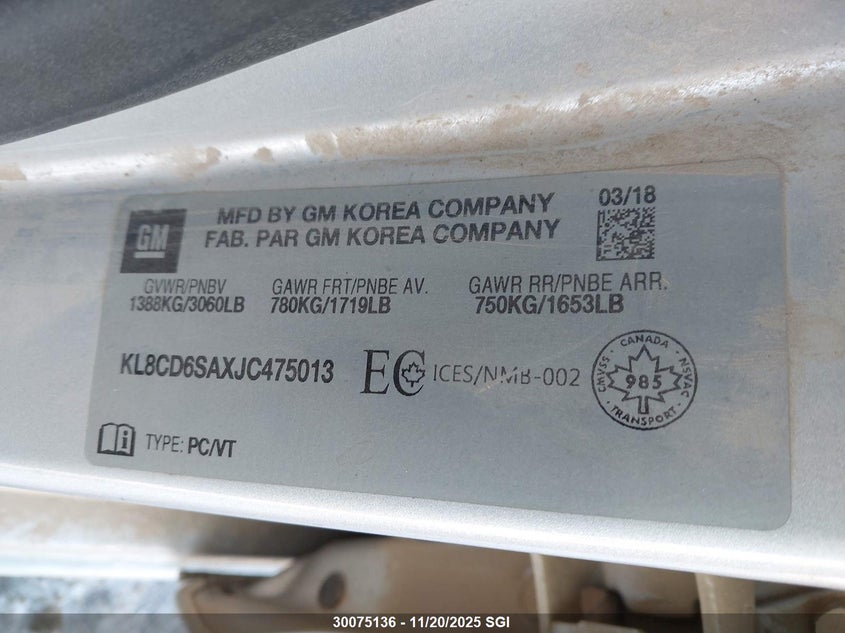 GM
MFD BY GM KOREA COMPANY
FAB. PAR GM KOREA COMPANY
03/18
GVWR/PNBV
1388KG/3060LB
GAWR FRT/PNBE AV.
780KG/1719LB
GAWR RR/PNBE ARR.
750KG/1653LB
KL8CD6SAXJC475013
EC ICES/NMB-002
CANADA
CMVSS
985
NSVAC
TRANSPORT
TYPE: PC/VT
30075136 - 11/20/2025 SGI